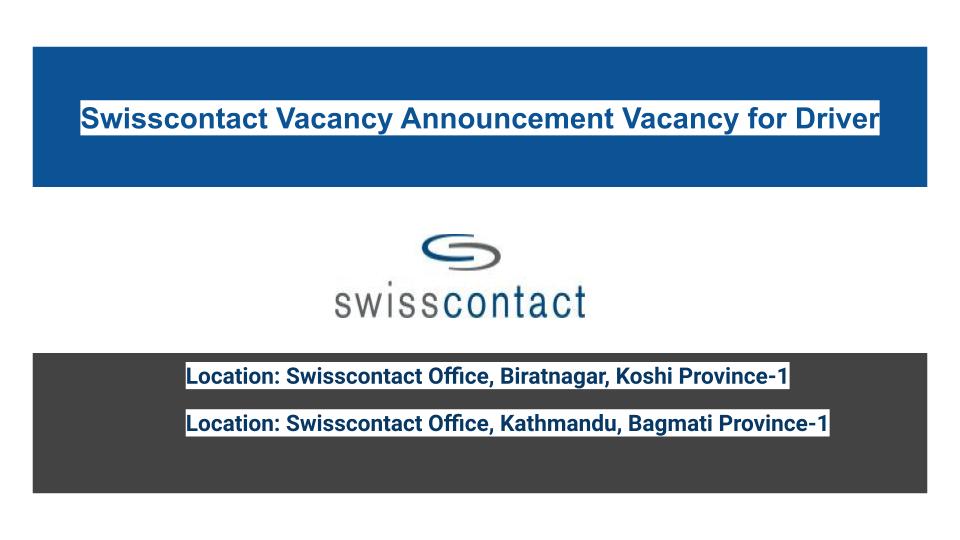 Swisscontact Vacancy Announcement Vacancy for Driver
swisscontact
Location: Swisscontact Office, Biratnagar, Koshi Province-1
Location: Swisscontact Office, Kathmandu, Bagmati Province-1